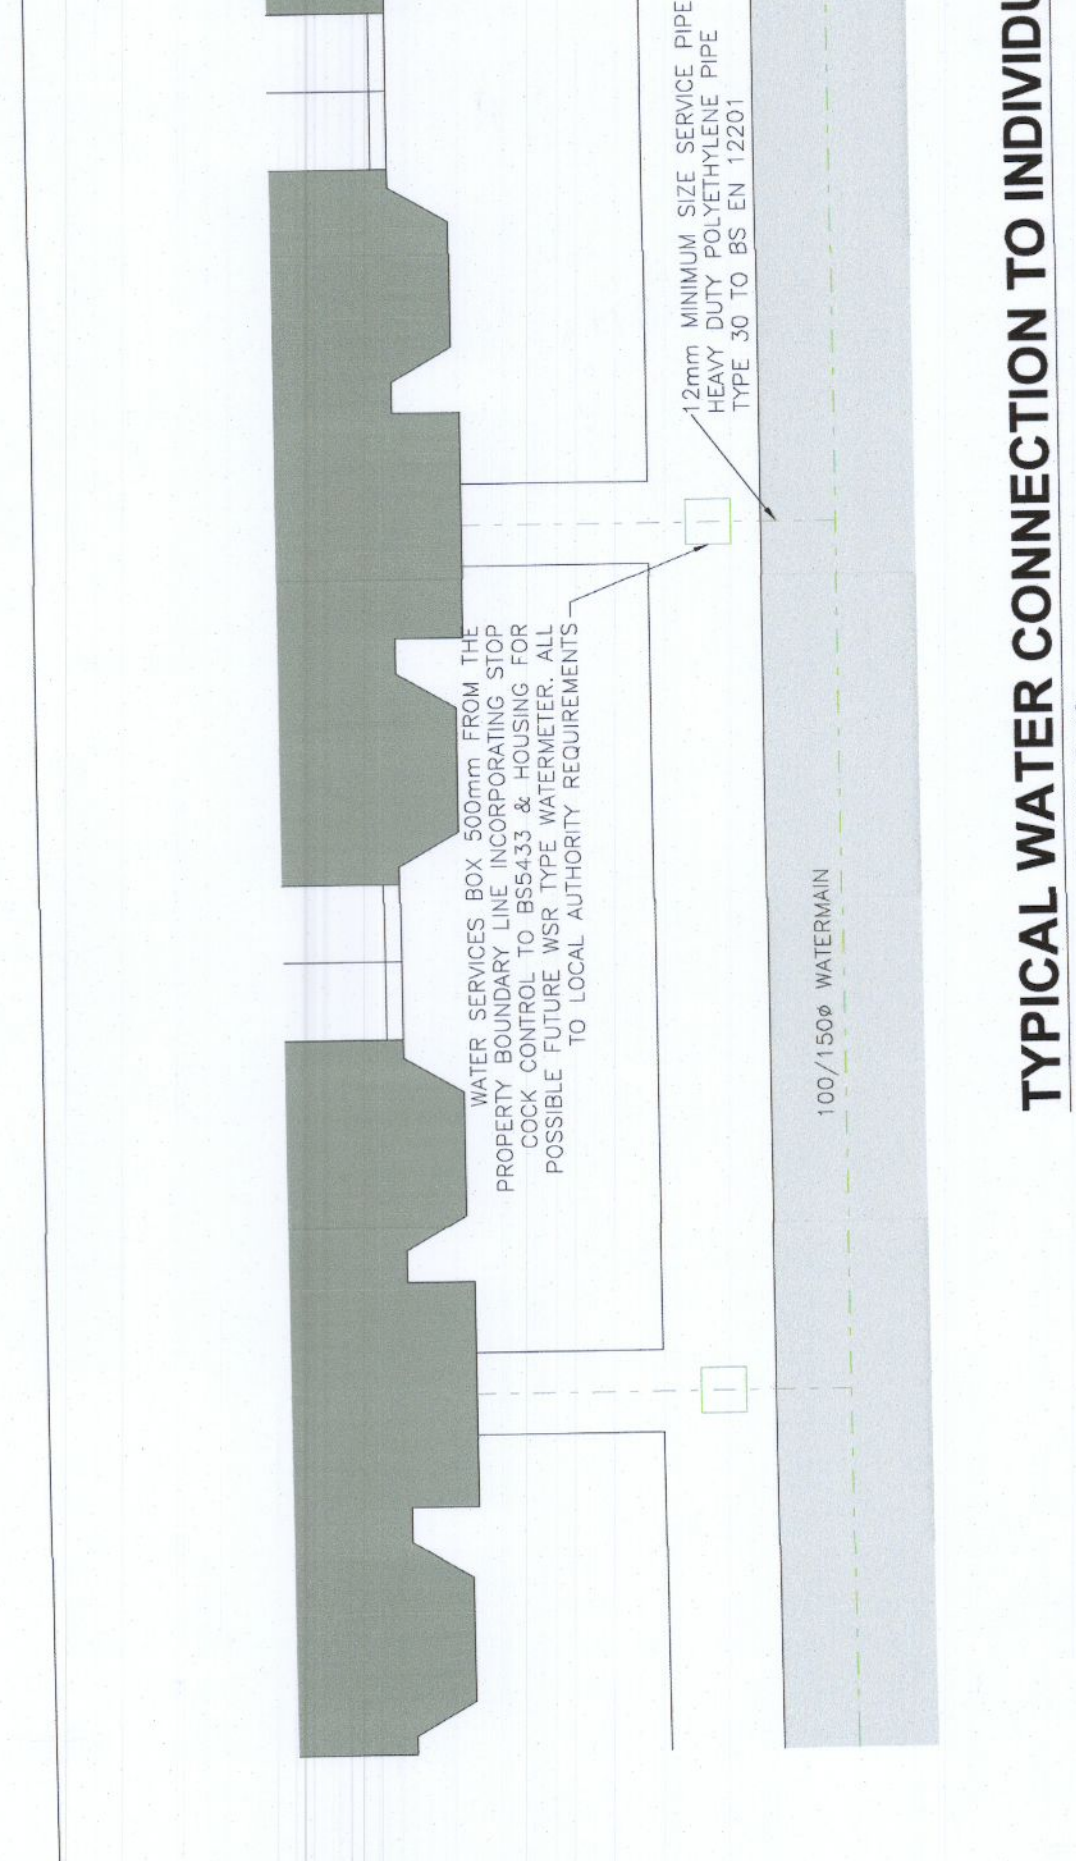 12mm MINIMUM SIZE SERVICE PIPE
HEAVY DUTY POLYETHYLENE PIPE
TYPE 30 TO BS EN 12201
WATER SERVICES BOX 500mm FROM THE
PROPERTY BOUNDARY LINE INCORPORATING STOP
COCK CONTROL TO BS5433 & HOUSING FOR
POSSIBLE FUTURE WSR TYPE WATERMETER. ALL
TO LOCAL AUTHORITY REQUIREMENTS
100/150ø WATERMAIN
TYPICAL WATER CONNECTION TO INDIVIDU